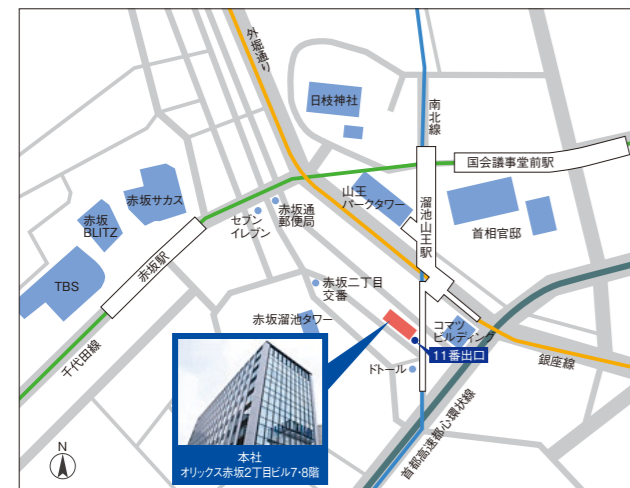 外堀通り
日枝神社
南北線
国会議事堂前駅
赤坂サカス
山王
パークタワー
溜池山王駅
首相官邸
赤坂
BLITZ
セブン
イレブン
赤坂通
郵便局
赤坂駅
TBS
赤坂二丁目
交番
赤坂溜池タワー
コマツ
ビルディング
11番出口
千代田線
ドトール
銀座線
首都高速都心環状線
N
本社
オリックス赤坂2丁目ビル7・8階